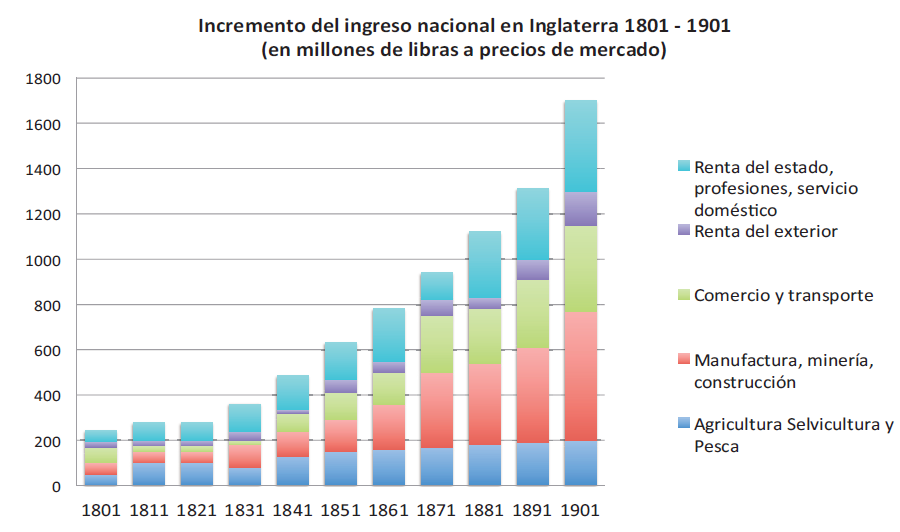 Incremento del ingreso nacional en Inglaterra 1801 - 1901
(en millones de libras a precios de mercado)
1800
1600
1400
1200
1000
800
600
400
200
0
1801 1811 1821 1831 1841 1851 1861 1871 1881 1891 1901
Renta del estado,
profesiones, servicio
doméstico
Renta del exterior
Comercio y transporte
Manufactura, minería,
construcción
Agricultura Selvicultura y
Pesca